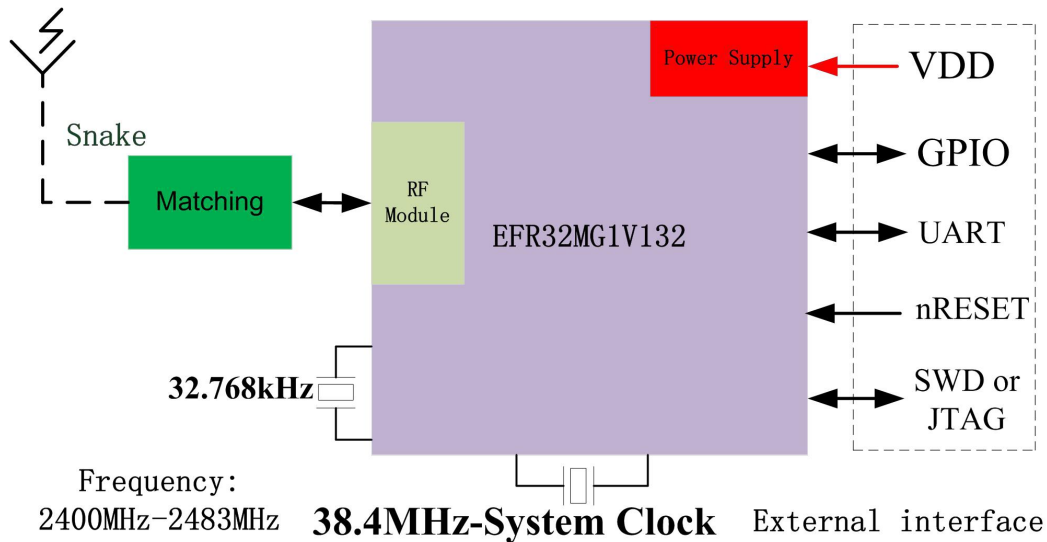 Power Supply
VDD
Snake
GPIO
Matching
RF
Module
EFR32MG1V132
UART
nRESET
32.768kHz
SWD or
JTAG
Frequency:
2400MHz-2483MHz
38.4MHz-System Clock
External interface